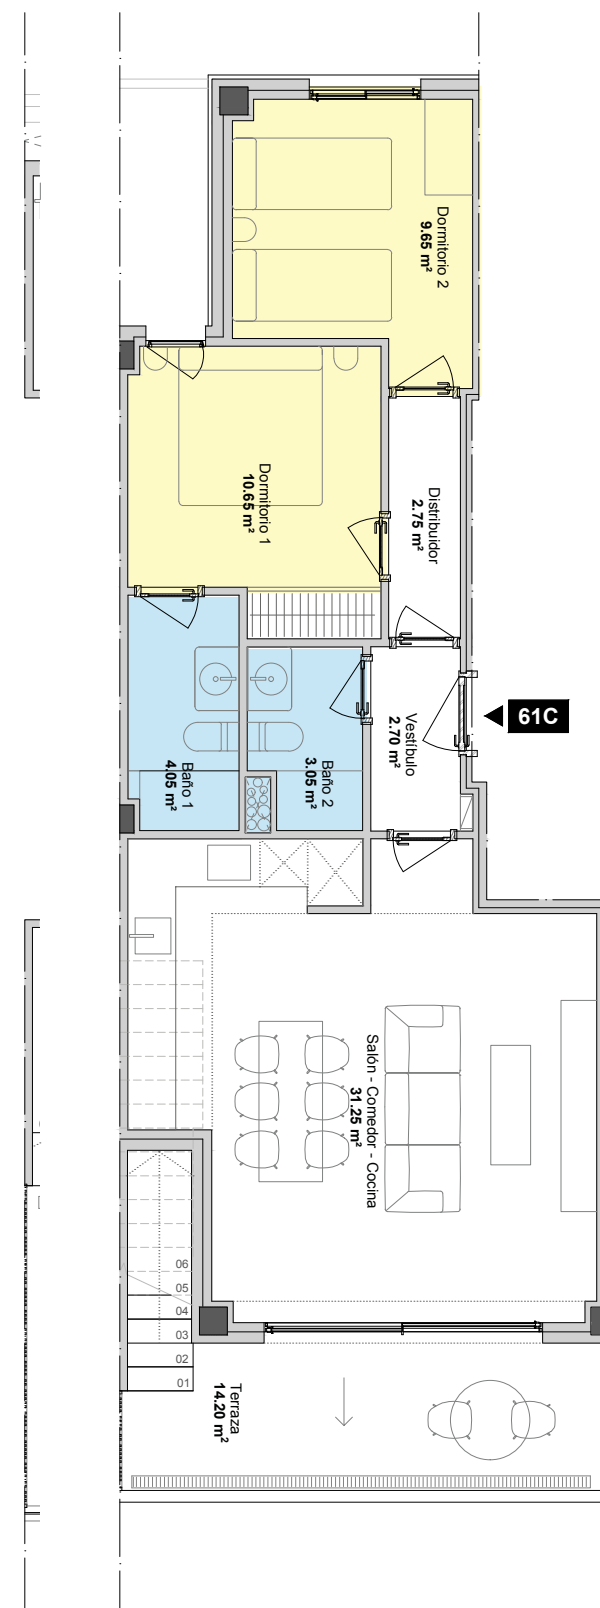 Dormitorio 2
9.65 m²
Dormitorio 1
10.65 m²
Distribuidor
2.75 m²
61C
Vestíbulo
2.70 m²
Baño 2
3.05 m²
Baño 1
4.05 m²
Salón - Comedor - Cocina
31.25 m²
06
05
04
03
02
01
Terraza
14.20 m²